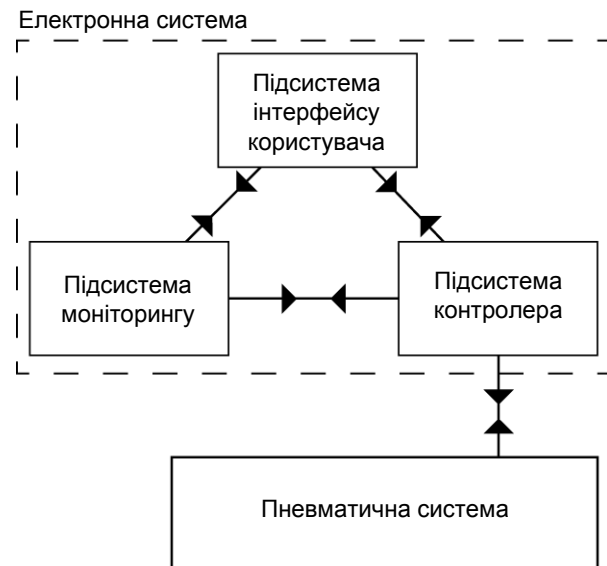 Електронна система
Підсистема
інтерфейсу
користувача
Підсистема
моніторингу
Підсистема
контролера
Пневматична система